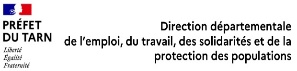 PRÉFET
DU TARN
Liberté
Égalité
Fraternité
Direction départementale
de l'emploi, du travail, des solidarités et de la
protection des populations